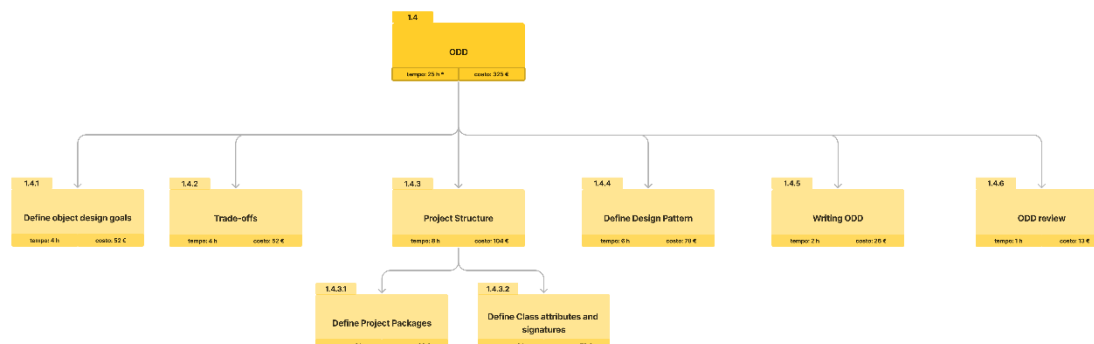 1.4
ODD
tempo: 25 h * costo: 325 €
1.4.1
Define object design goals
tempo: 4 h costo: 52 €
1.4.2
Trade-offs
tempo: 4 h costo: 52 €
1.4.3
Project Structure
tempo: 8 h costo: 104 €
1.4.4
Define Design Pattern
tempo: 6 h costo: 78 €
1.4.5
Writing ODD
tempo: 2 h costo: 26 €
1.4.6
ODD review
tempo: 1 h costo: 13 €
1.4.3.1
Define Project Packages
1.4.3.2
Define Class attributes and
signatures